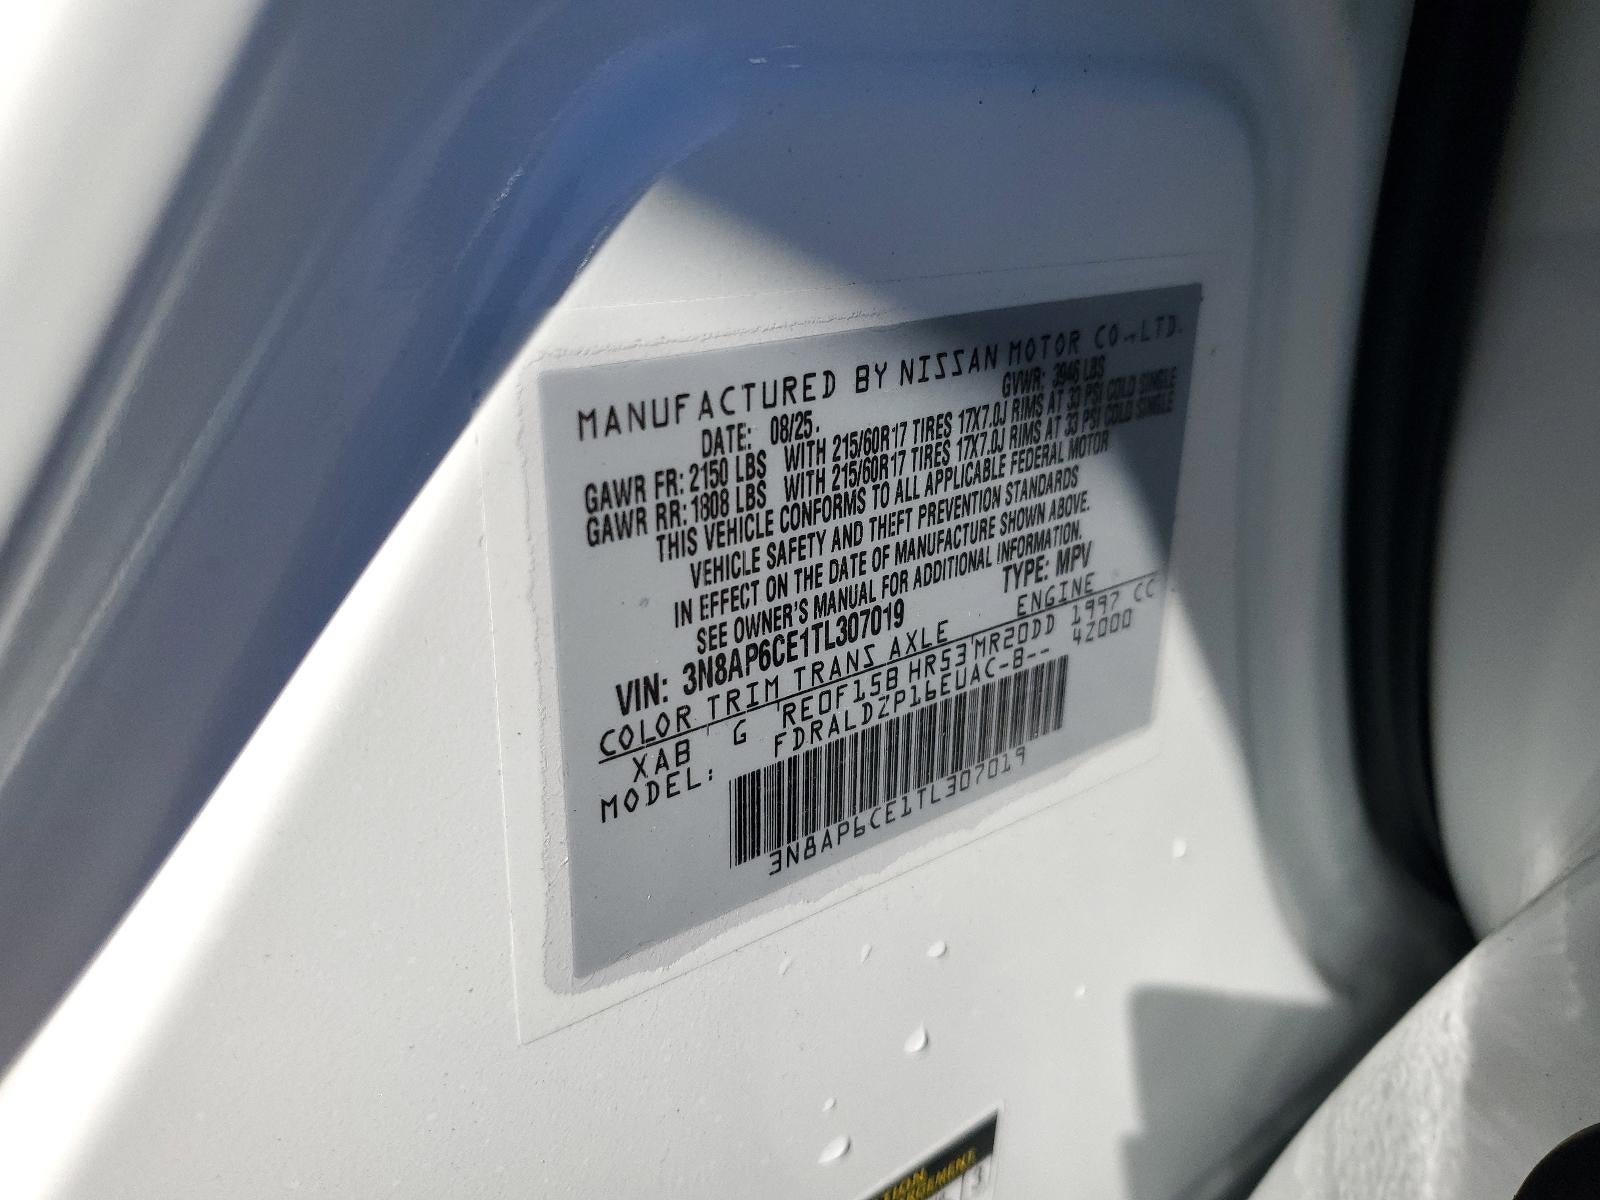 MANUFACTURED BY NISSAN MOTOR CO.,LTD.
DATE: 08/25. GVWR: 3946 LBS
GAWR FR: 2150 LBS WITH 215/60R17 TIRES 17X7.0J RIMS AT 33 PSI COLD SINGLE
GAWR RR: 1808 LBS WITH 215/60R17 TIRES 17X7.0J RIMS AT 33 PSI COLD SINGLE
THIS VEHICLE CONFORMS TO ALL APPLICABLE FEDERAL MOTOR
VEHICLE SAFETY AND THEFT PREVENTION STANDARDS
IN EFFECT ON THE DATE OF MANUFACTURE SHOWN ABOVE.
SEE OWNER'S MANUAL FOR ADDITIONAL INFORMATION.
VIN: 3N8AP6CE1TL307019 TYPE: MPV
COLOR TRIM TRANS AXLE ENGINE
XAB G RE0F15B HR53 MR20DD 1997 CC
MODEL: FDRALDZP16EUAC-B-- 4Z000
3N8AP6CE1TL307019